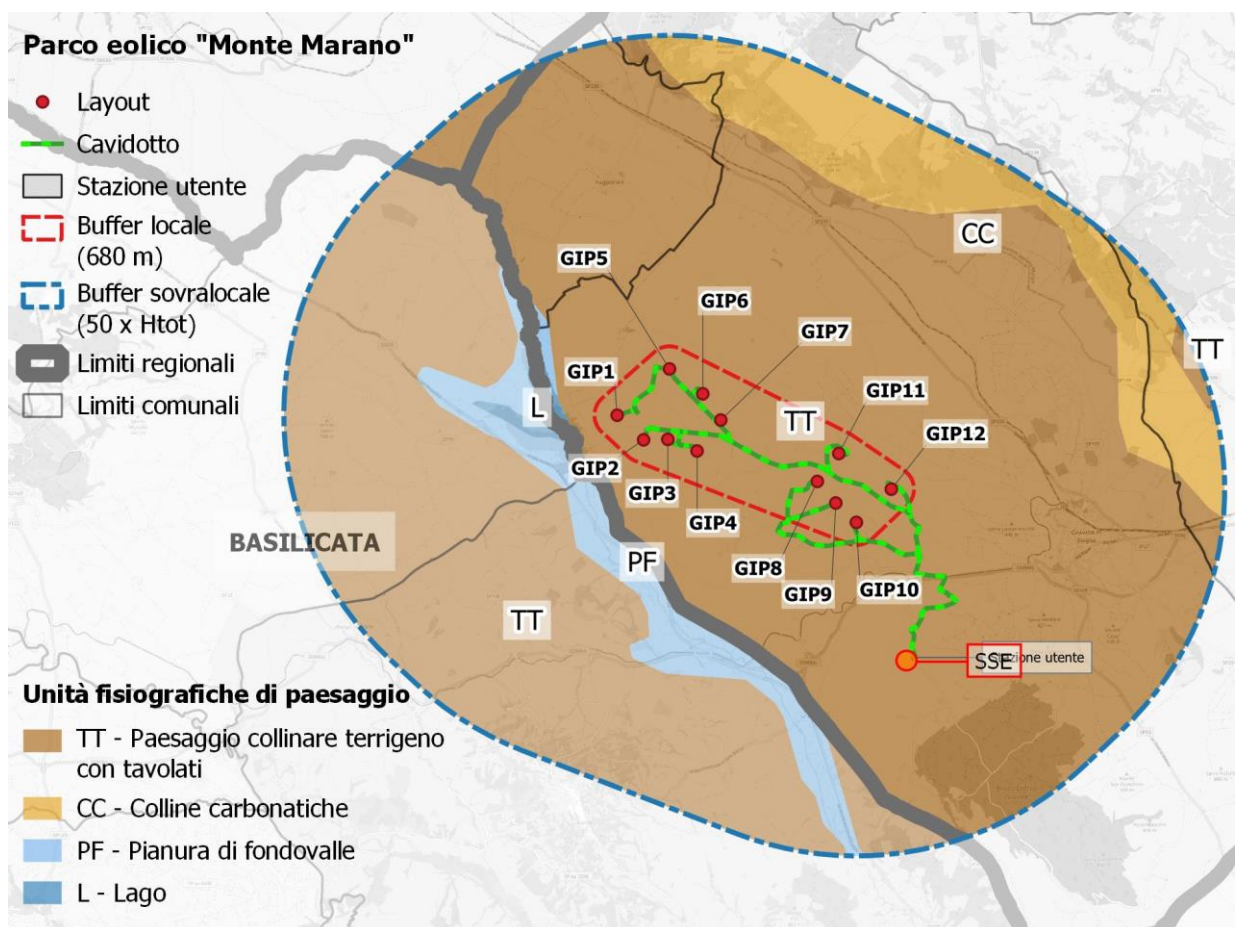 Parco eolico "Monte Marano"
Layout
Cavidotto
Stazione utente
Buffer locale
(680 m)
Buffer sovralocale
(50 x Htot)
Limiti regionali
Limiti comunali
CC
GIP5
GIP6
GIP7
TT
GIP1
GIP11
L
TT
GIP12
GIP2
GIP3
GIP4
BASILICATA
PF
GIP8
GIP9
GIP10
TT
SSE
utente
Unità fisiografiche di paesaggio
TT - Paesaggio collinare terrigeno
con tavolati
CC - Colline carbonatiche
PF - Pianura di fondovalle
L - Lago